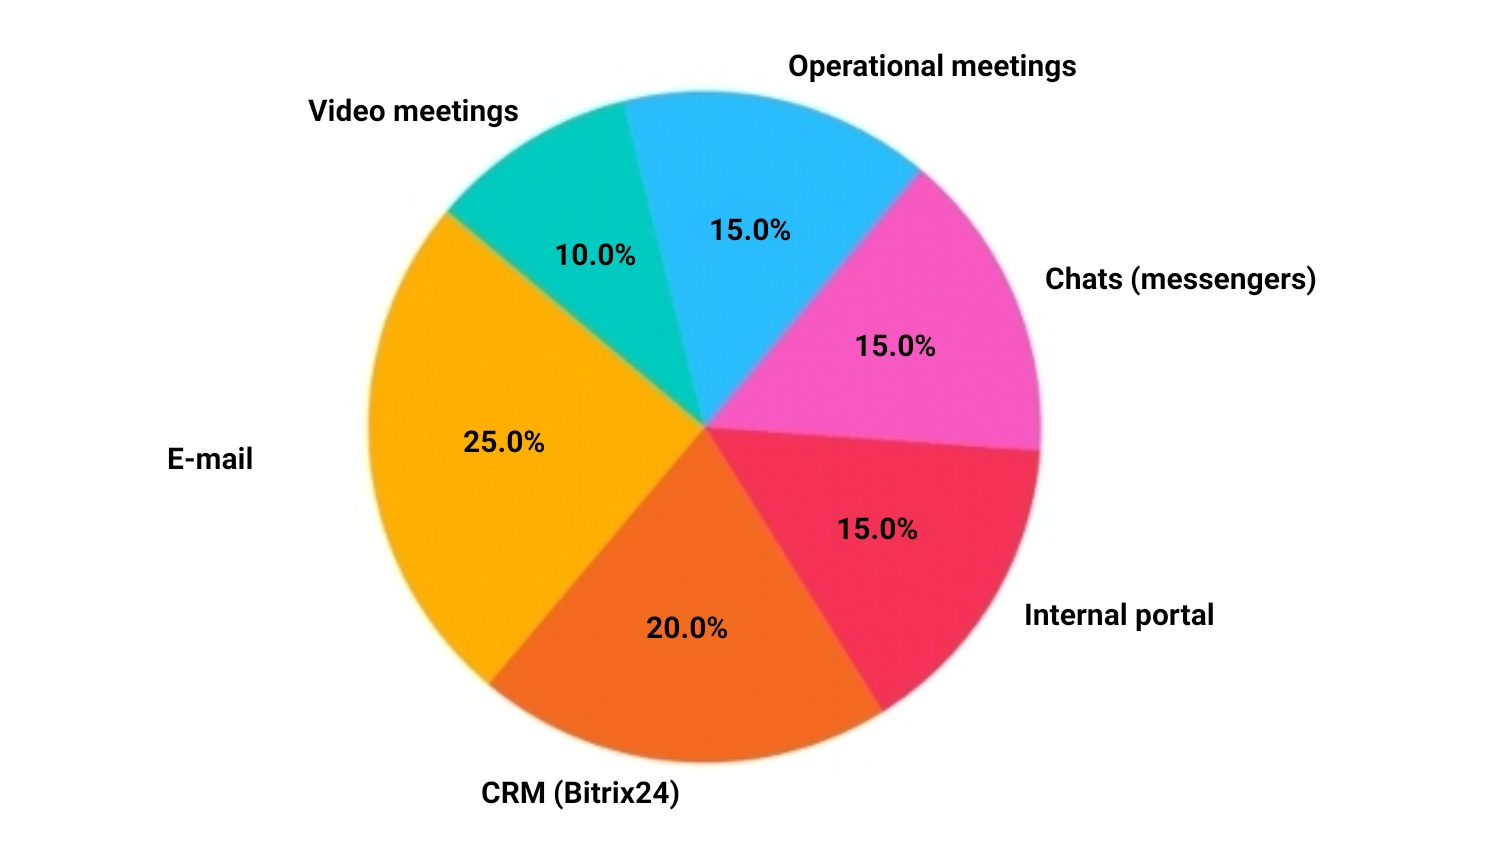 Operational meetings
Video meetings
15.0%
10.0%
Chats (messengers)
15.0%
25.0%
E-mail
15.0%
Internal portal
20.0%
CRM (Bitrix24)